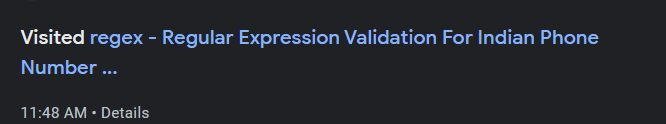 Visited regex - Regular Expression Validation For Indian Phone
Number ...
11:48 AM • Details